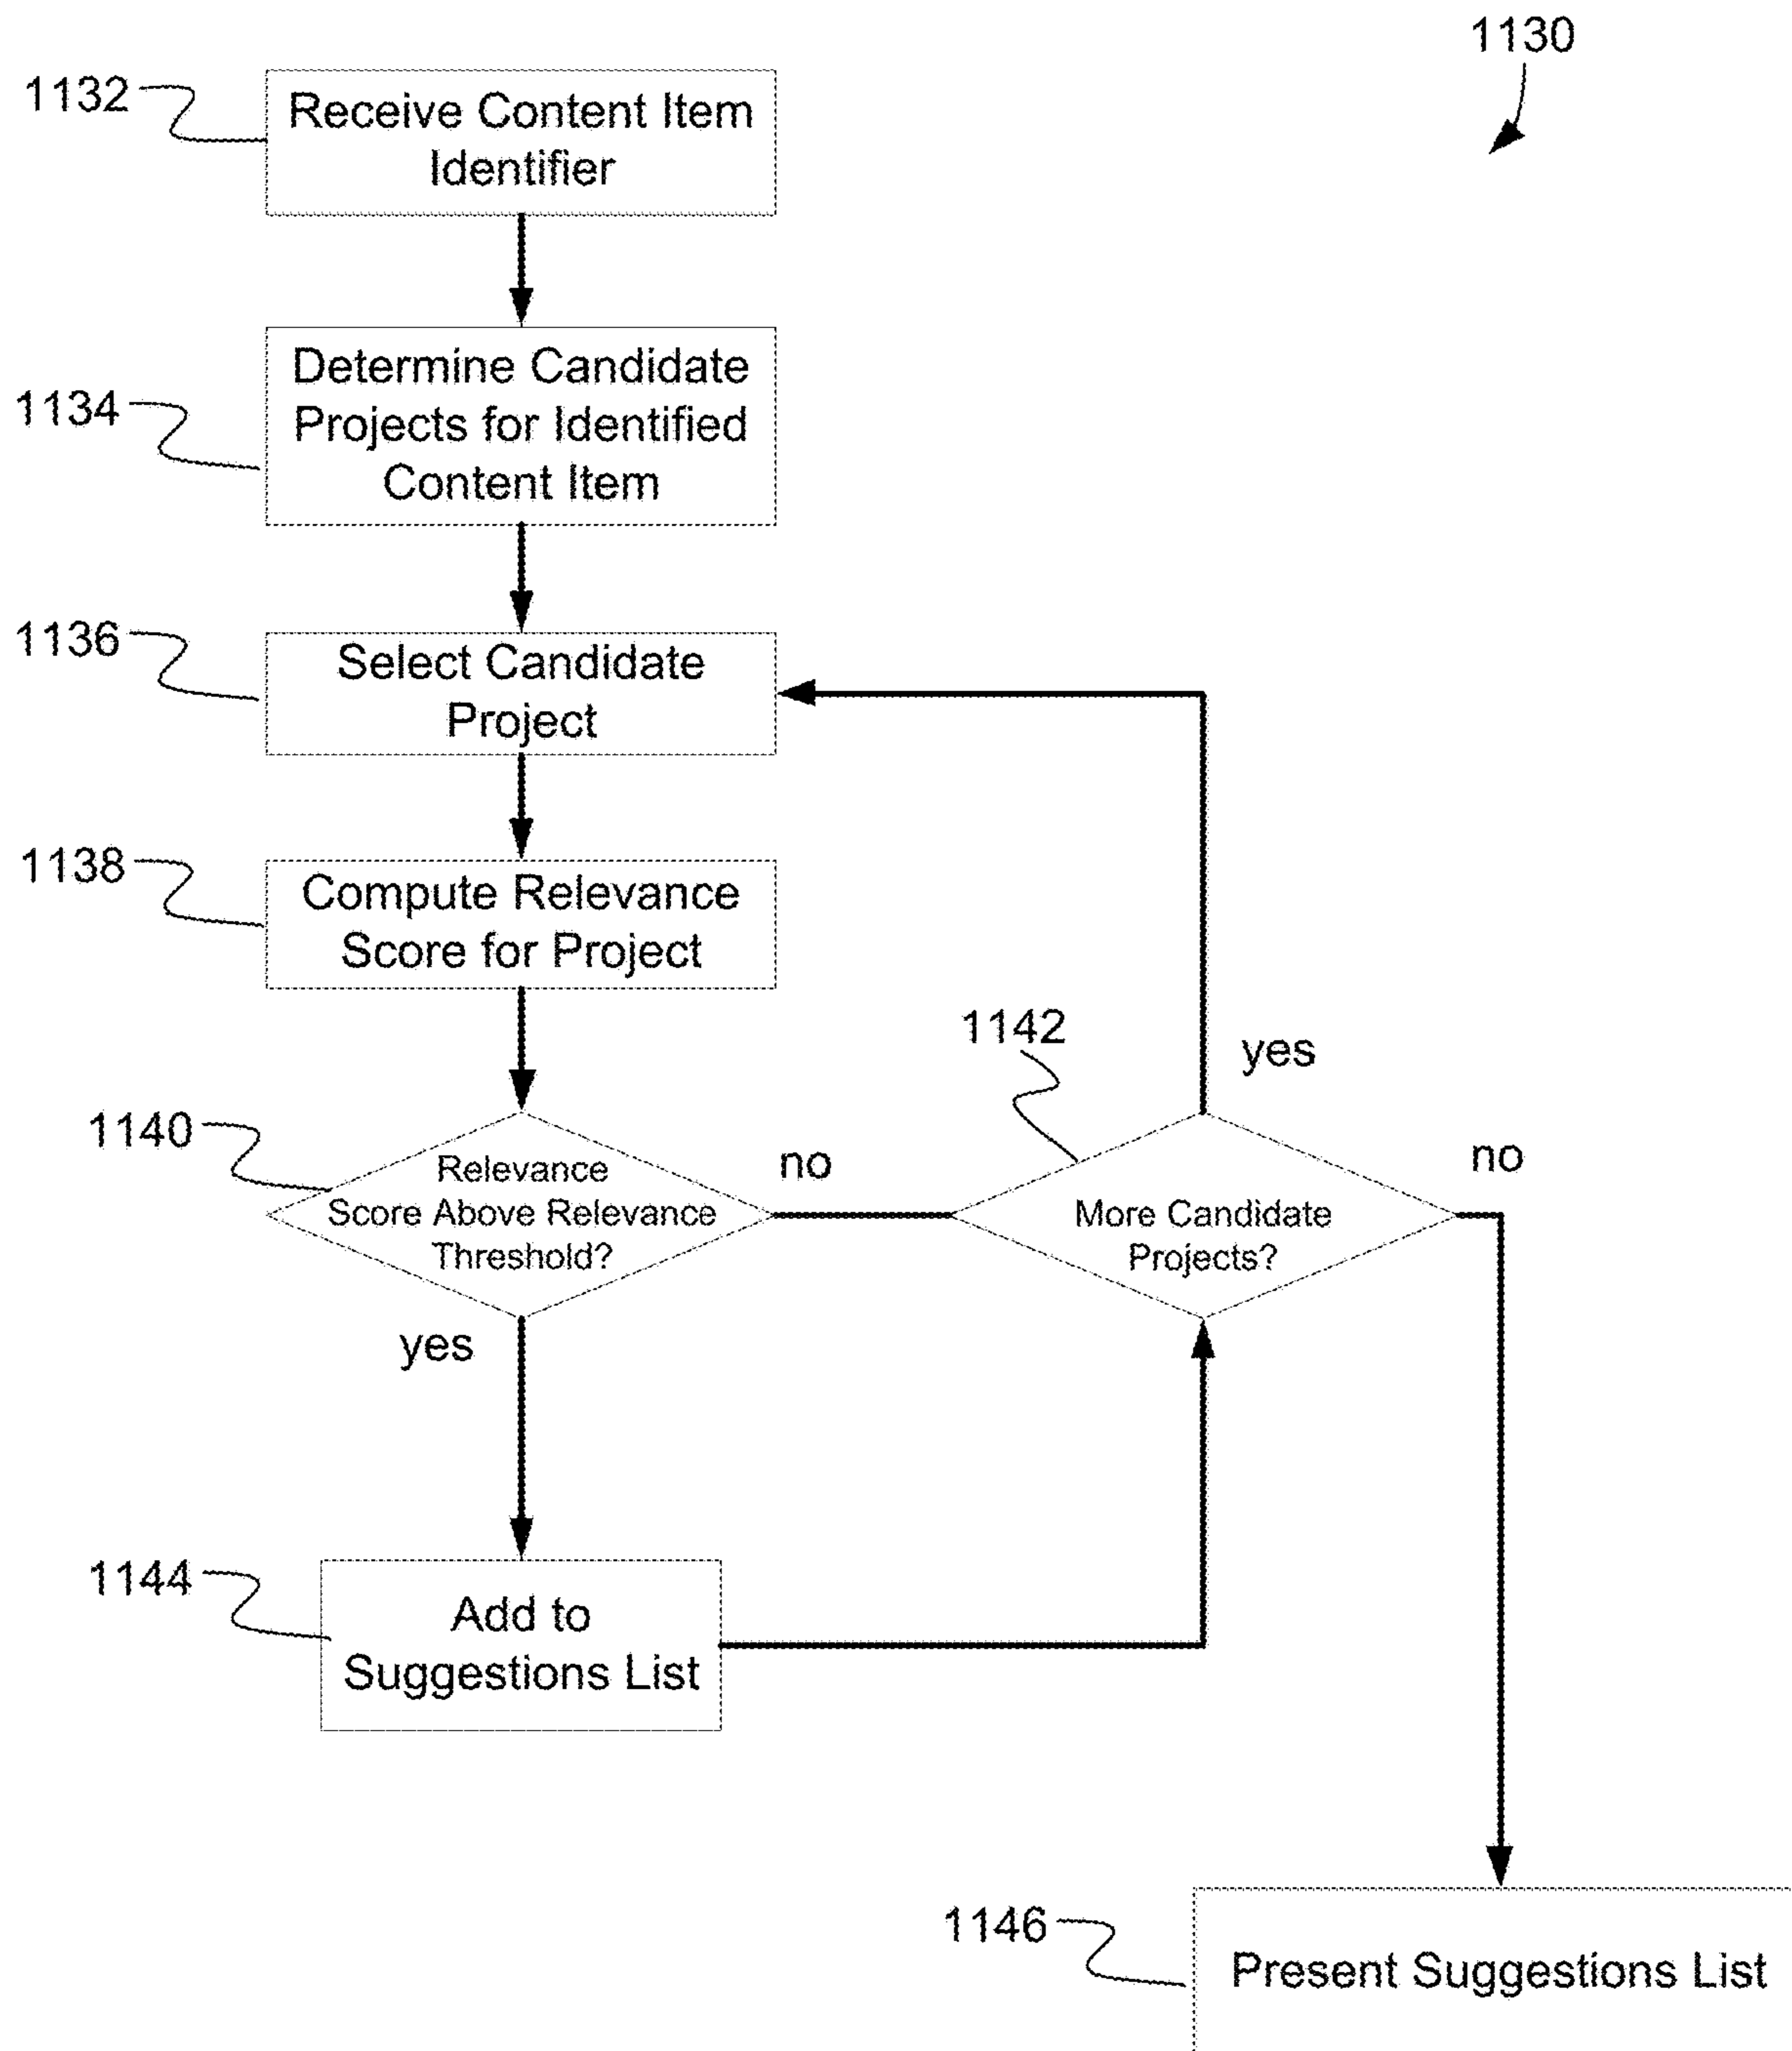 1130
1132
Receive Content Item
Identifier
1134
Determine Candidate
Projects for Identified
Content Item
1136
Select Candidate
Project
1138
Compute Relevance
Score for Project
1142
yes
1140
Relevance
Score Above Relevance
Threshold?
no
More Candidate
Projects?
no
yes
1144
Add to
Suggestions List
1146
Present Suggestions List